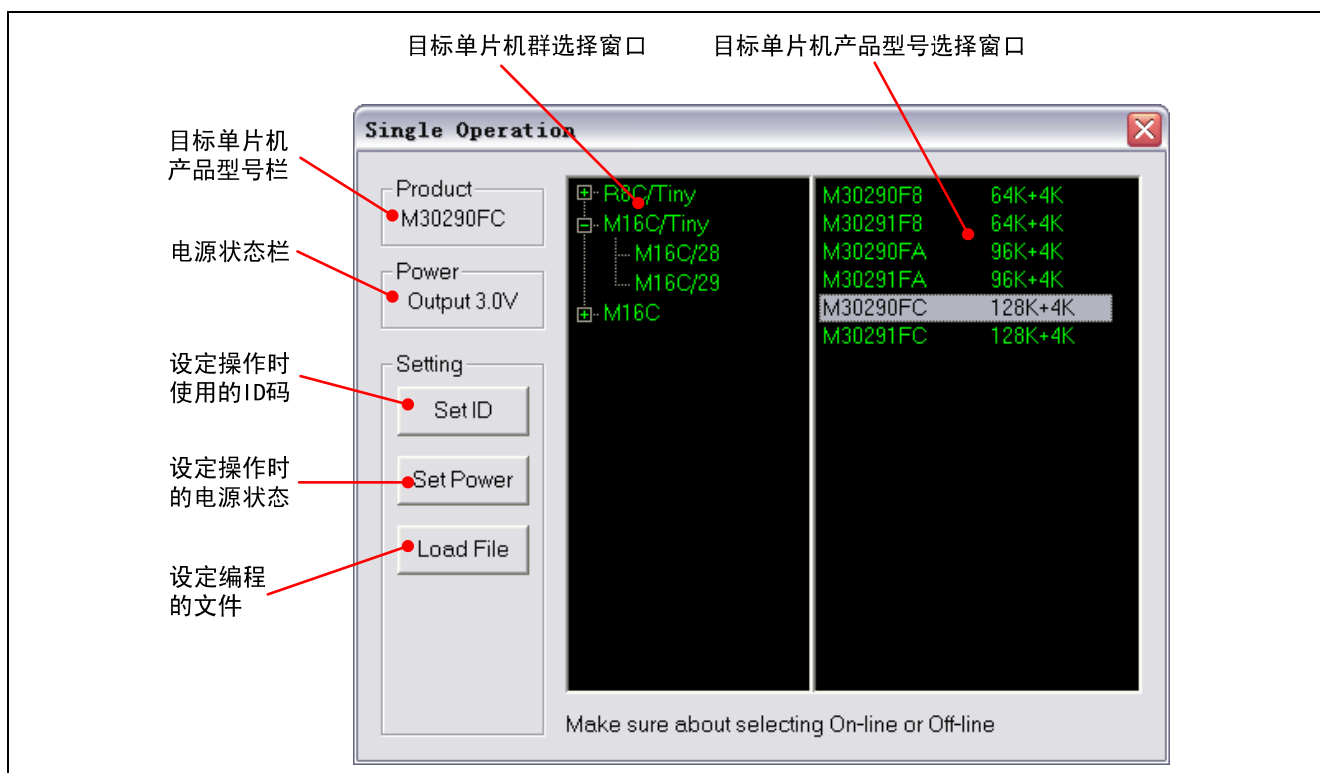 目标单片机群选择窗口
目标单片机产品型号选择窗口
目标单片机
产品型号栏
电源状态栏
设定操作时
使用的ID码
设定操作时
的电源状态
设定编程
的文件
Single Operation
Product
M30290FC
Power
Output 3.0V
Setting
Set ID
Set Power
Load File
R8C/Tiny
M16C/Tiny
M16C/28
M16C/29
M16C
M30290F8 64K+4K
M30291F8 64K+4K
M30290FA 96K+4K
M30291FA 96K+4K
M30290FC 128K+4K
M30291FC 128K+4K
Make sure about selecting On-line or Off-line